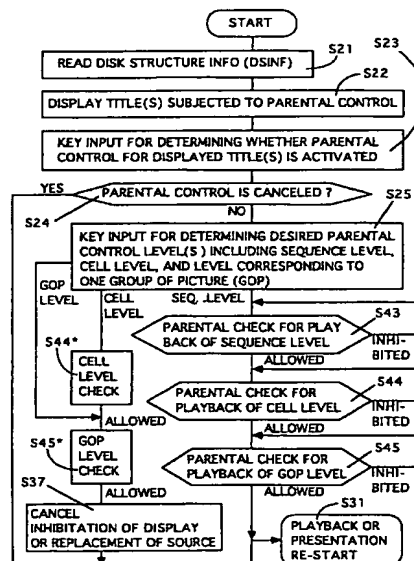 START
S21
S23
READ DISK STRUCTURE INFO (DSINF)
S22
DISPLAY TITLE(S) SUBJECTED TO PARENTAL CONTROL
KEY INPUT FOR DETERMINING WHETHER PARENTAL
CONTROL FOR DISPLAYED TITLE(S) IS ACTIVATED
YES
PARENTAL CONTROL IS CANCELED ?
S25
S24
NO
KEY INPUT FOR DETERMINING DESIRED PARENTAL
CONTROL LEVEL(S) INCLUDING SEQUENCE LEVEL,
CELL LEVEL, AND LEVEL CORRESPONDING TO
ONE GROUP OF PICTURE (GOP)
GOP
LEVEL
CELL
LEVEL
SEQ. LEVEL
S43
PARENTAL CHECK FOR PLAY
BACK OF SEQUENCE LEVEL
INHI-
BITED
S44*
ALLOWED
CELL
LEVEL
CHECK
S44
PARENTAL CHECK FOR
PLAYBACK OF CELL LEVEL
INHI-
BITED
ALLOWED
ALLOWED
S45*
GOP
LEVEL
CHECK
S45
PARENTAL CHECK FOR
PLAYBACK OF GOP LEVEL
INHI-
BITED
S37
ALLOWED
ALLOWED
S31
CANCEL
INHIBITATION OF DISPLAY
OR REPLACEMENT OF SOURCE
PLAYBACK OR
PRESENTATION
RE-START